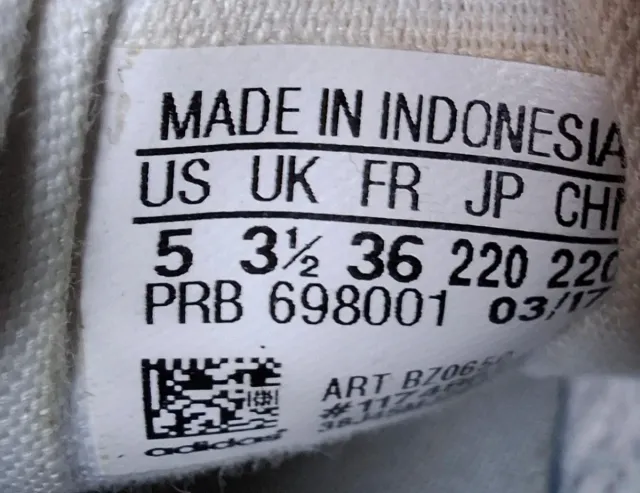 MADE IN INDONESIA
US UK FR JP CHN
5 3½ 36 220 220
PRB 698001 03/17
ART
adidas